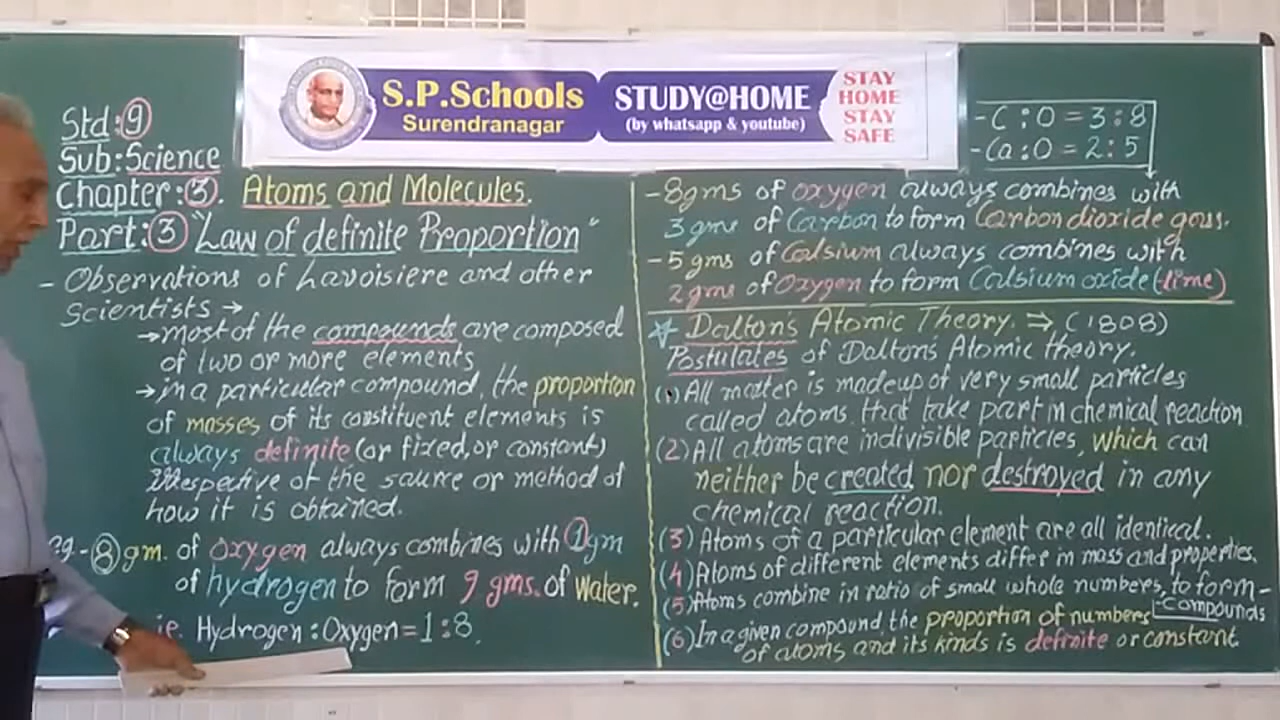 S.P.Schools
Surendranagar
STUDY@HOME
(by whatsapp & youtube)
STAY
HOME
STAY
SAFE
Std:9
Sub:Science
Chapter:3. Atoms and Molecules.
Part:3 "Law of definite Proportion"
- Observations of Lavoisiere and other
Scientists →
→ most of the compounds are composed
of two or more elements
→ in a particular compound, the proportion
of masses of its constituent elements is
always definite (or fixed, or constant)
irrespective of the source or method of
how it is obtained.
eg - 8 gm. of oxygen always combines with 1 gm
of hydrogen to form 9 gms. of Water.
ie. Hydrogen : Oxygen = 1:8.
- C : O = 3:8
- Ca : O = 2:5
- 8 gms of oxygen always combines with
3 gms of Carbon to form Carbon dioxide gass.
- 5 gms of Calsium always combines with
2 gms of Oxygen to form Calsium oxide (lime)
☆ Dalton's Atomic Theory. ⇒ (1808)
Postulates of Dalton's Atomic theory.
(1) All matter is madeup of very small particles
called atoms that take part in chemical reaction
(2) All atoms are indivisible particles, which can
neither be created nor destroyed in any
chemical reaction.
(3) Atoms of a particular element are all identical.
(4) Atoms of different elements differ in mass and properties.
(5) Atoms combine in ratio of small whole numbers, to form -
- compounds
(6) In a given compound the proportion of numbers
of atoms and its kinds is definite or constant